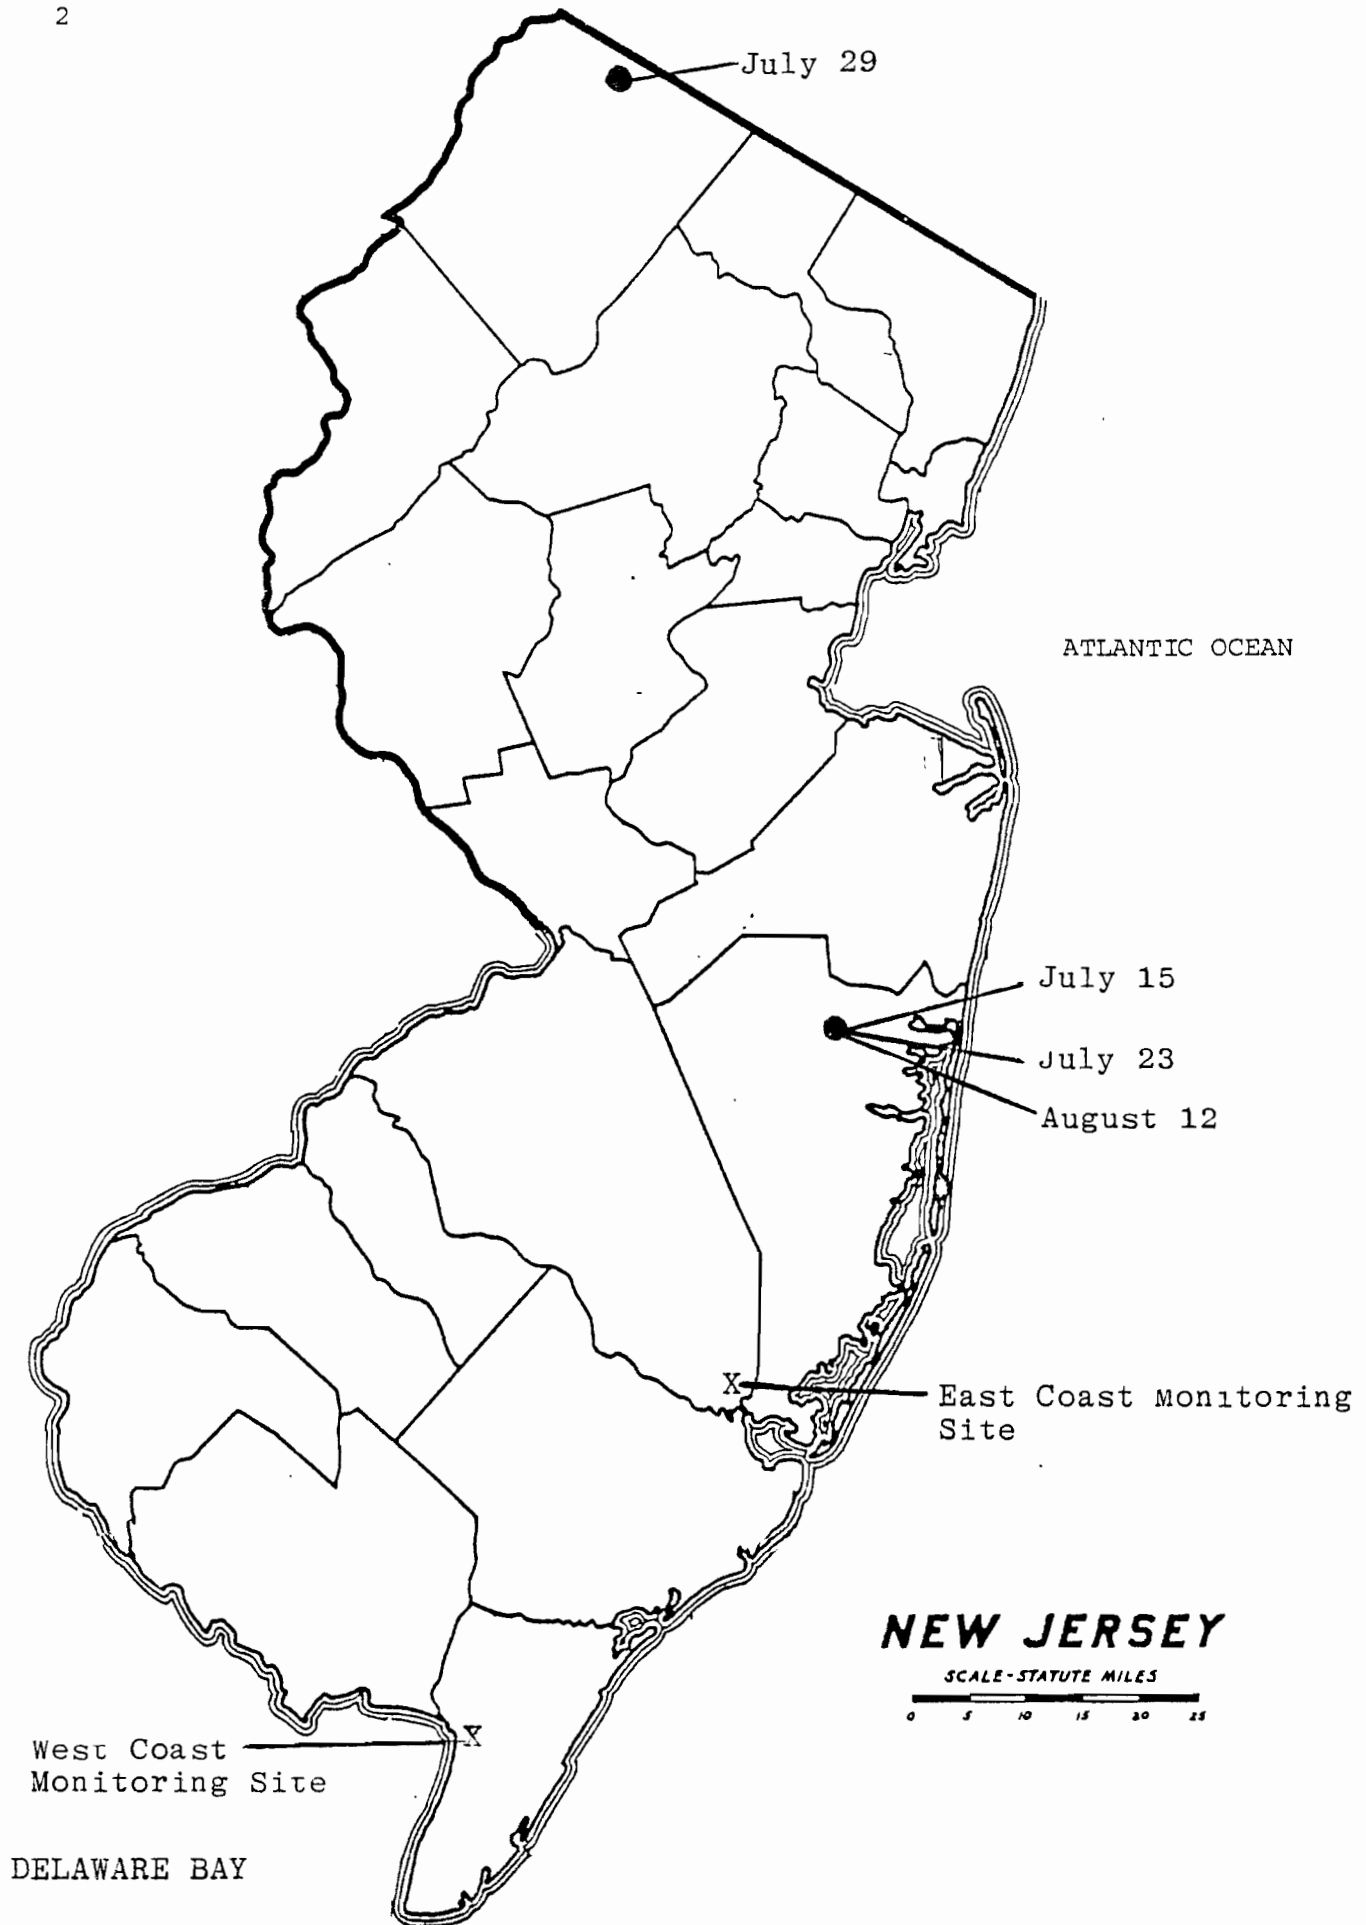 2
July 29
ATLANTIC OCEAN
July 15
July 23
August 12
X
East Coast Monitoring
Site
NEW JERSEY
SCALE-STATUTE MILES
0 5 10 15 20 25
X
West Coast
Monitoring Site
DELAWARE BAY